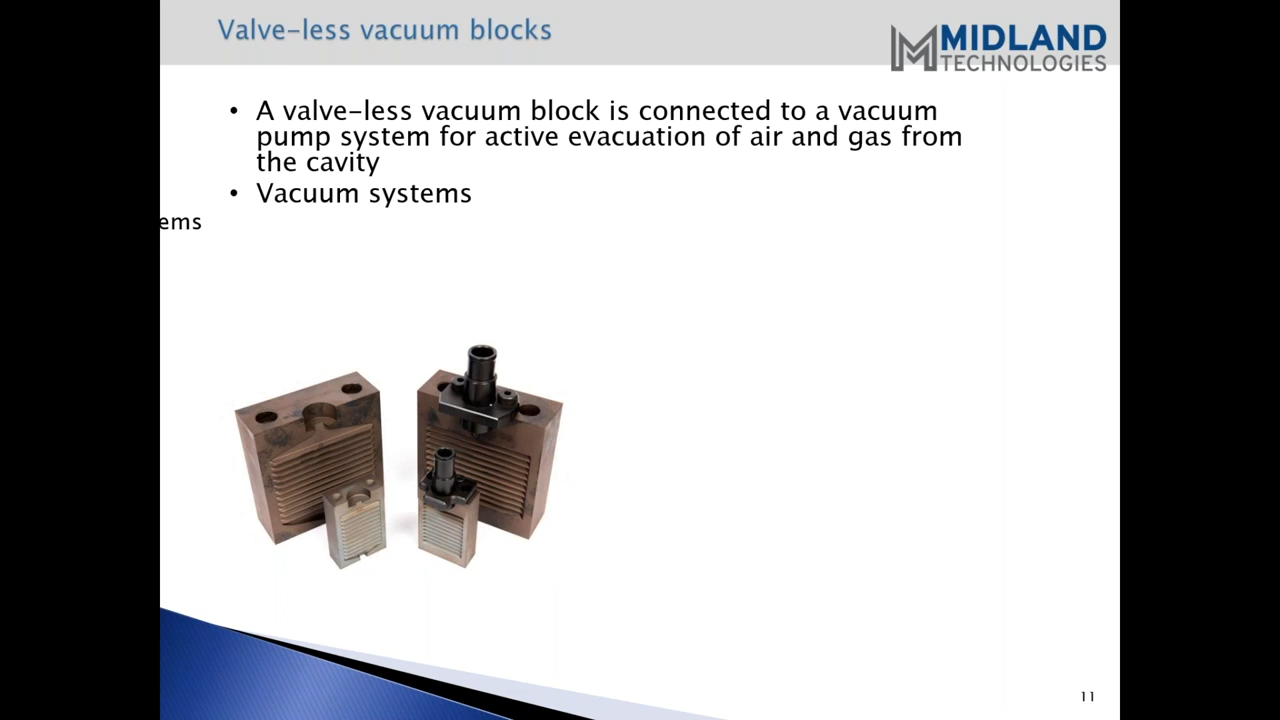 Valve-less vacuum blocks
MIDLAND
TECHNOLOGIES
• A valve-less vacuum block is connected to a vacuum
pump system for active evacuation of air and gas from
the cavity
• Vacuum systems
ems
11